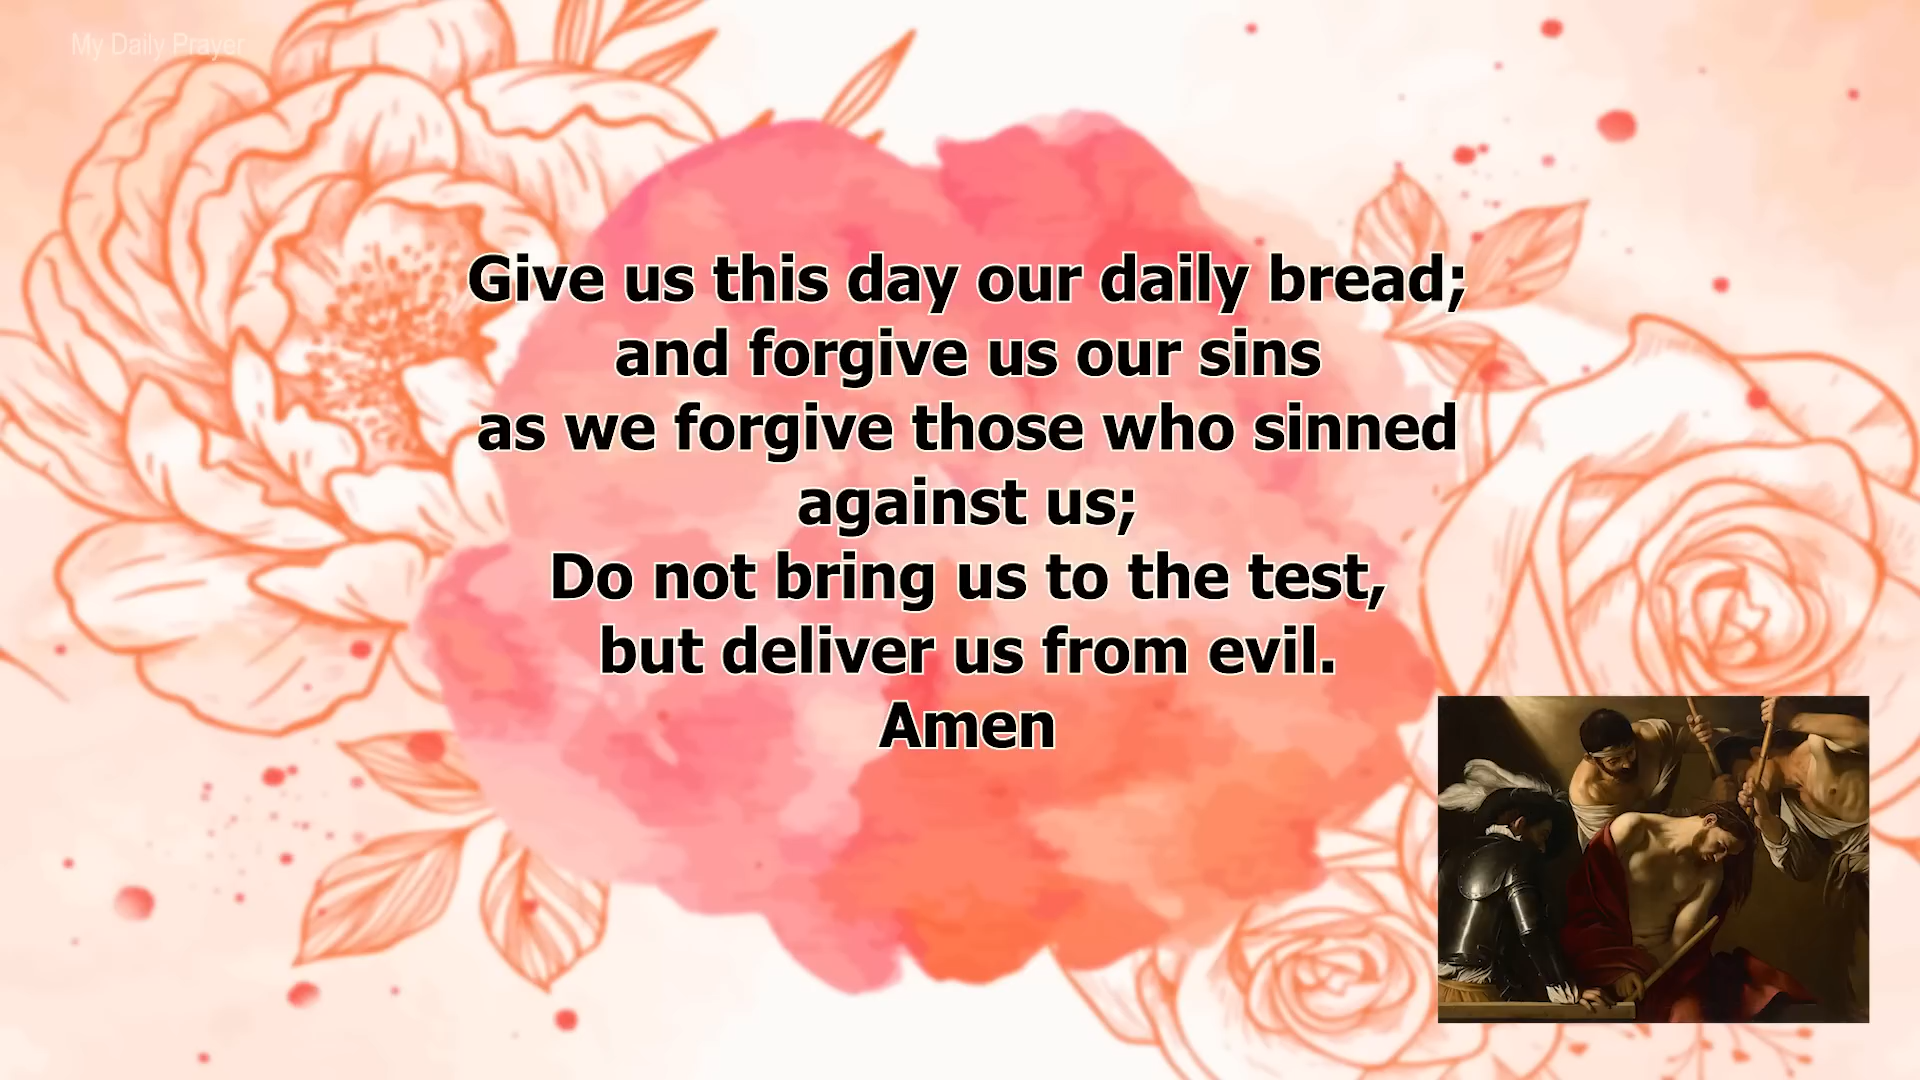 My Daily Prayer
Give us this day our daily bread;
and forgive us our sins
as we forgive those who sinned
against us;
Do not bring us to the test,
but deliver us from evil.
Amen